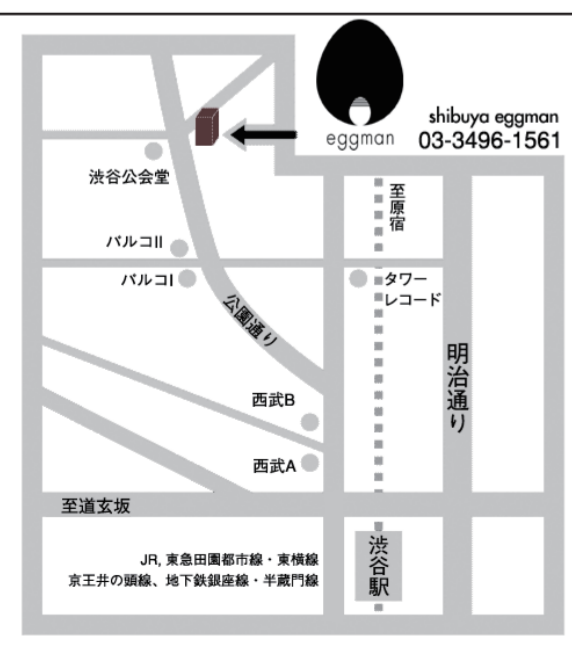 eggman
shibuya eggman
03-3496-1561
渋谷公会堂
至原宿
パルコII
パルコI
タワー
レコード
公園通り
明治通り
西武B
西武A
至道玄坂
渋谷駅
JR, 東急田園都市線・東横線
京王井の頭線、地下鉄銀座線・半蔵門線